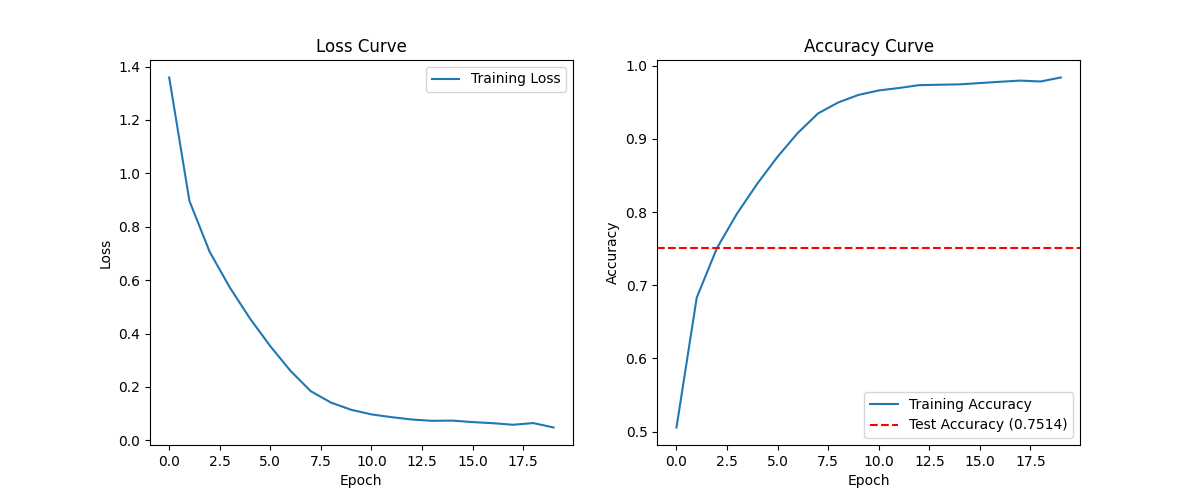 Loss Curve
1.4
1.2
1.0
0.8
0.6
0.4
0.2
0.0
Loss
Training Loss
0.0 2.5 5.0 7.5 10.0 12.5 15.0 17.5
Epoch
Accuracy Curve
1.0
0.9
0.8
0.7
0.6
0.5
Accuracy
Training Accuracy
Test Accuracy (0.7514)
0.0 2.5 5.0 7.5 10.0 12.5 15.0 17.5
Epoch